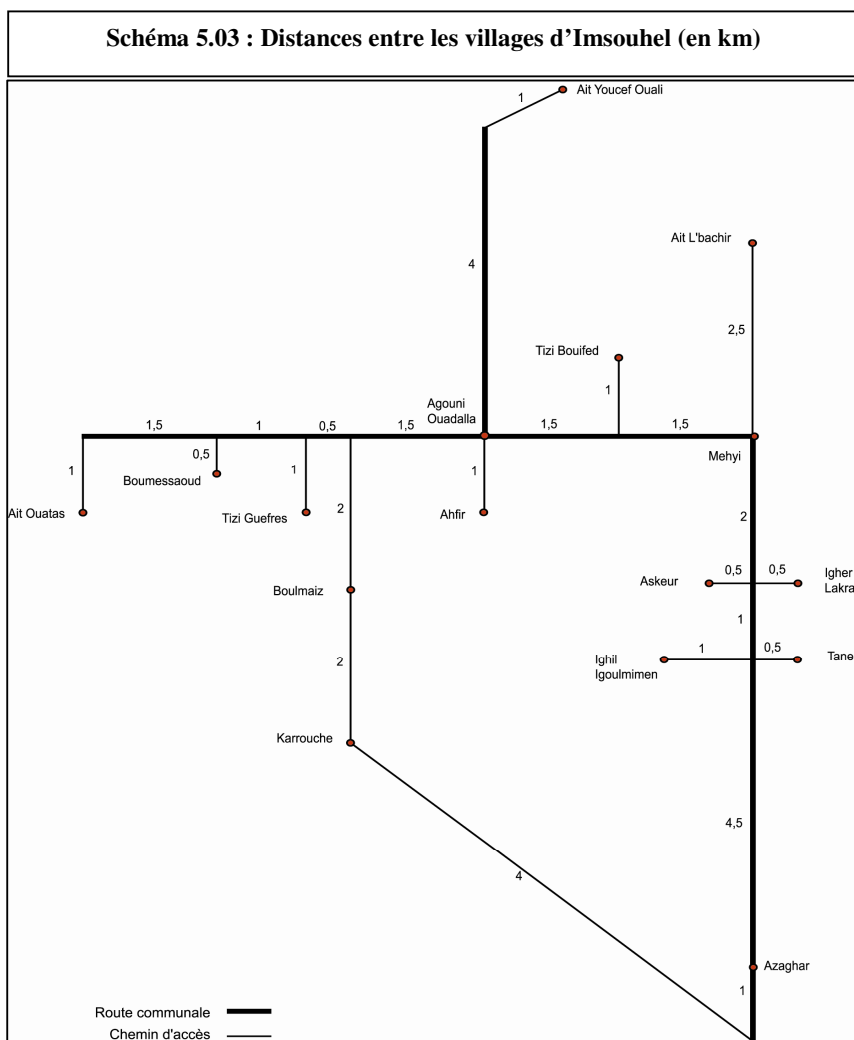 Schéma 5.03 : Distances entre les villages d’Imsouhel (en km)
1
Ait Youcef Ouali
4
Ait L'bachir
2,5
Tizi Bouifed
1
Agouni
Ouadalla
1,5
1
0,5
1,5
1,5
1,5
Mehyi
1
0,5
1
1
Boumessaoud
Ait Ouatas
Tizi Guefres
2
Ahfir
2
Askeur
0,5
0,5
Igher
Lakra
Boulmaiz
1
Ighil
Igoulmimen
1
0,5
Tane
2
Karrouche
4,5
4
Azaghar
1
Route communale
Chemin d'accès